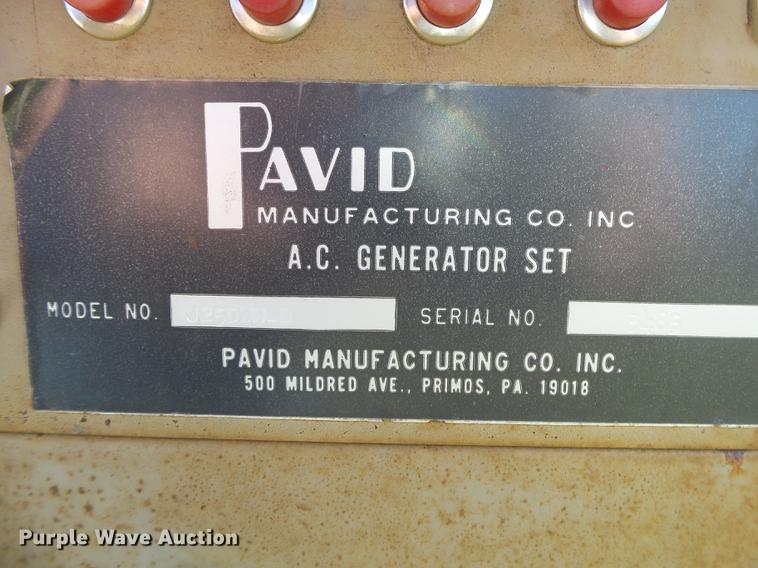 PAVID
MANUFACTURING CO. INC.
A.C. GENERATOR SET
MODEL NO. SERIAL NO.
PAVID MANUFACTURING CO. INC.
500 MILDRED AVE., PRIMOS, PA. 19018
Purple Wave Auction